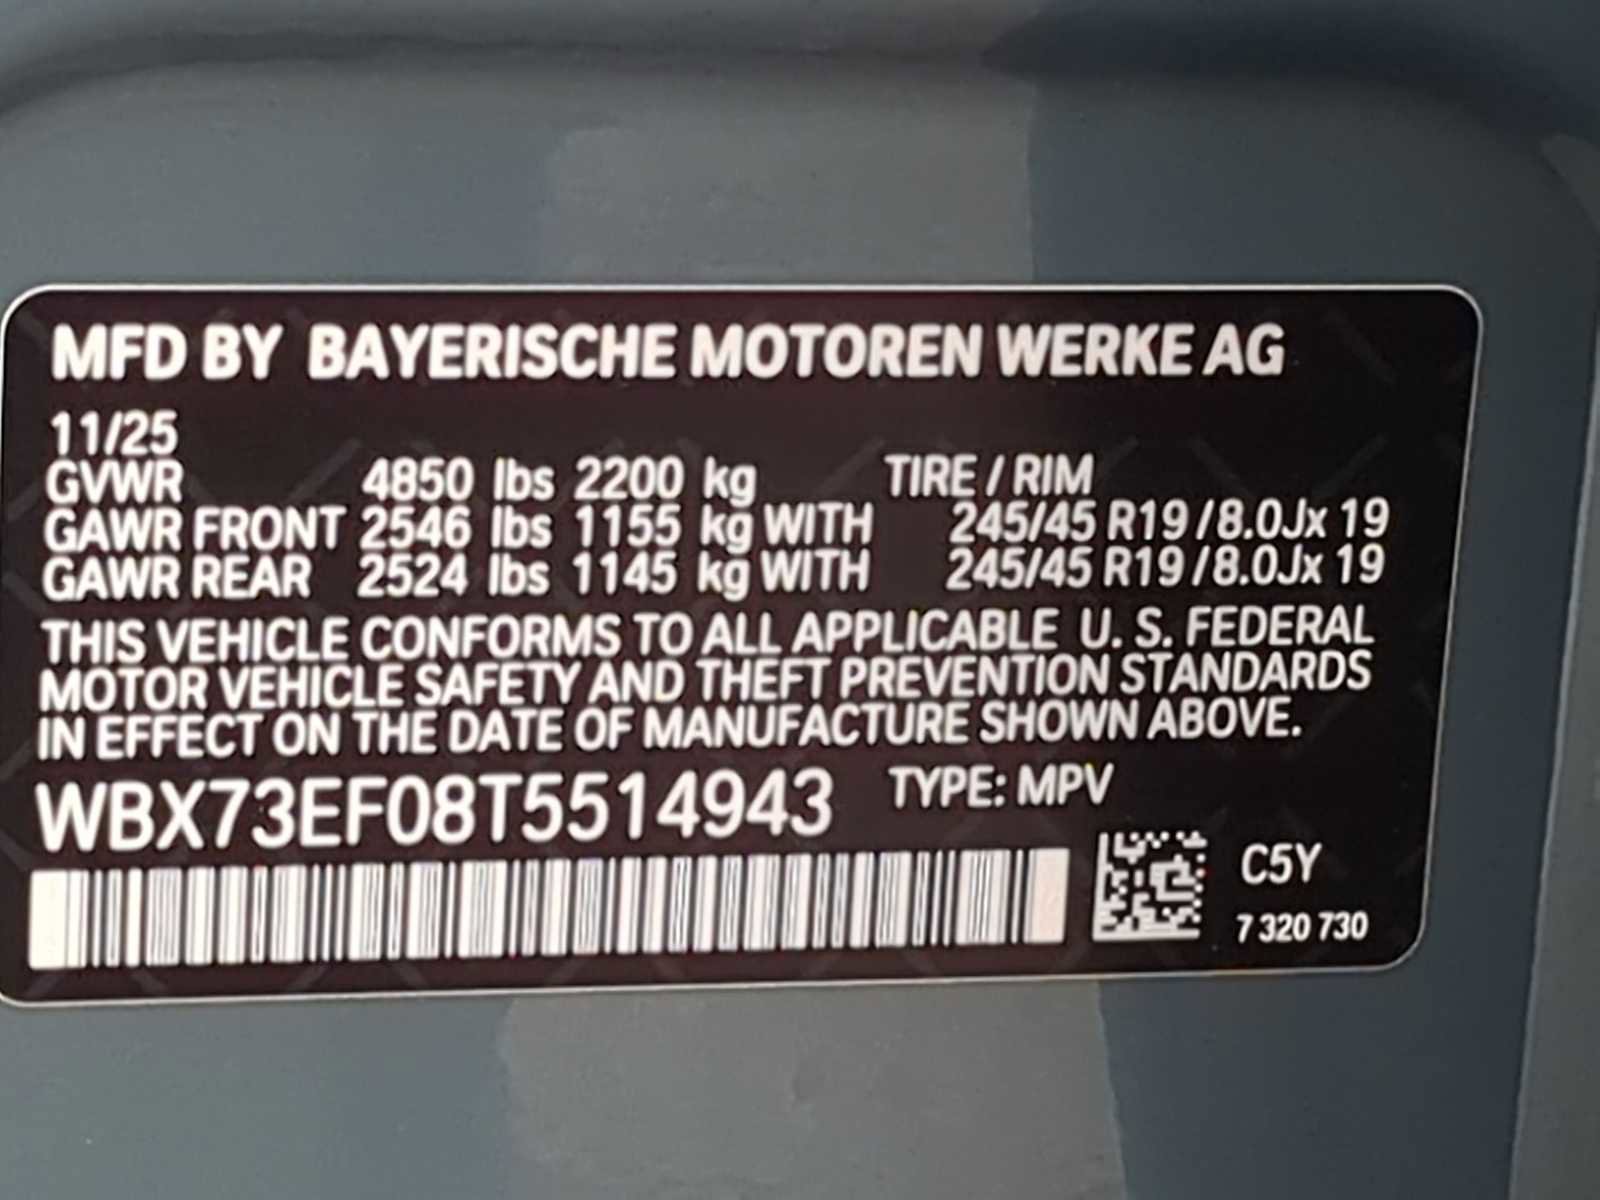 MFD BY BAYERISCHE MOTOREN WERKE AG
11/25
GVWR 4850 lbs 2200 kg TIRE / RIM
GAWR FRONT 2546 lbs 1155 kg WITH 245/45 R19 / 8.0Jx 19
GAWR REAR 2524 lbs 1145 kg WITH 245/45 R19 / 8.0Jx 19
THIS VEHICLE CONFORMS TO ALL APPLICABLE U. S. FEDERAL
MOTOR VEHICLE SAFETY AND THEFT PREVENTION STANDARDS
IN EFFECT ON THE DATE OF MANUFACTURE SHOWN ABOVE.
WBX73EF08T5514943 TYPE: MPV
C5Y
7 320 730